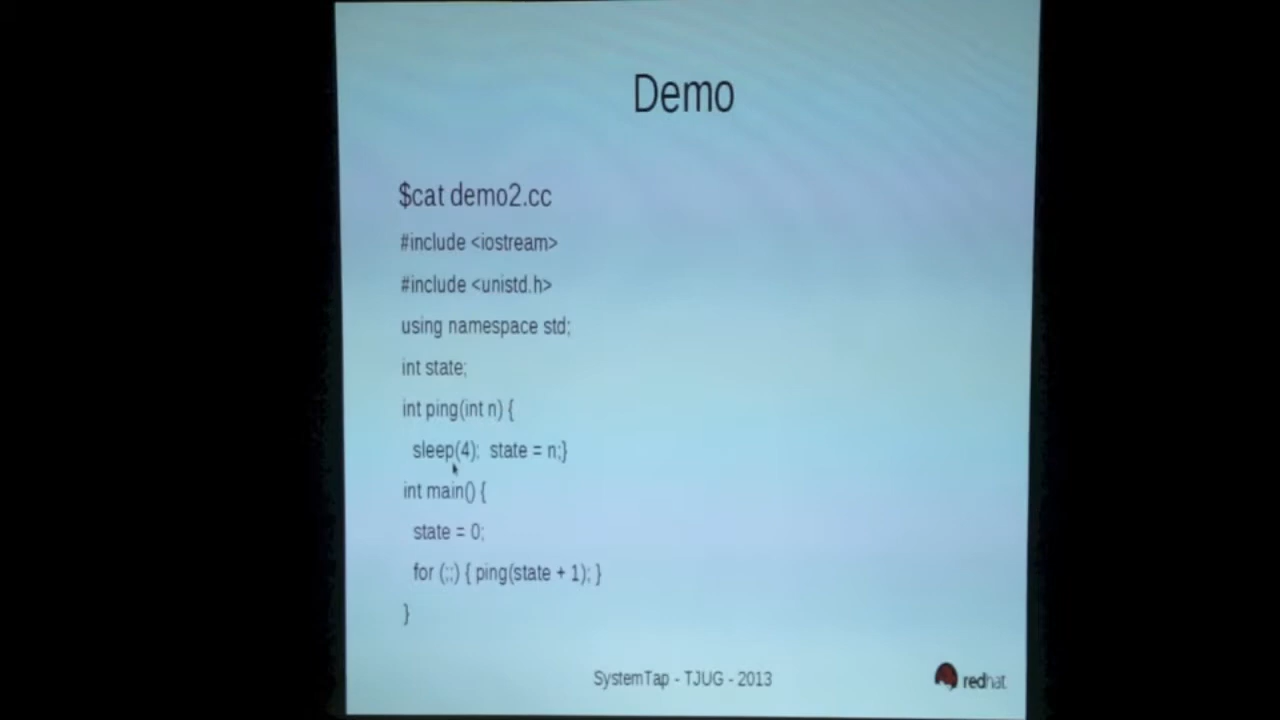 Demo
$cat demo2.cc
#include <iostream>
#include <unistd.h>
using namespace std;
int state;
int ping(int n) {
sleep(4); state = n;}
int main() {
state = 0;
for (;;) { ping(state + 1); }
}
SystemTap - TJUG - 2013
redhat